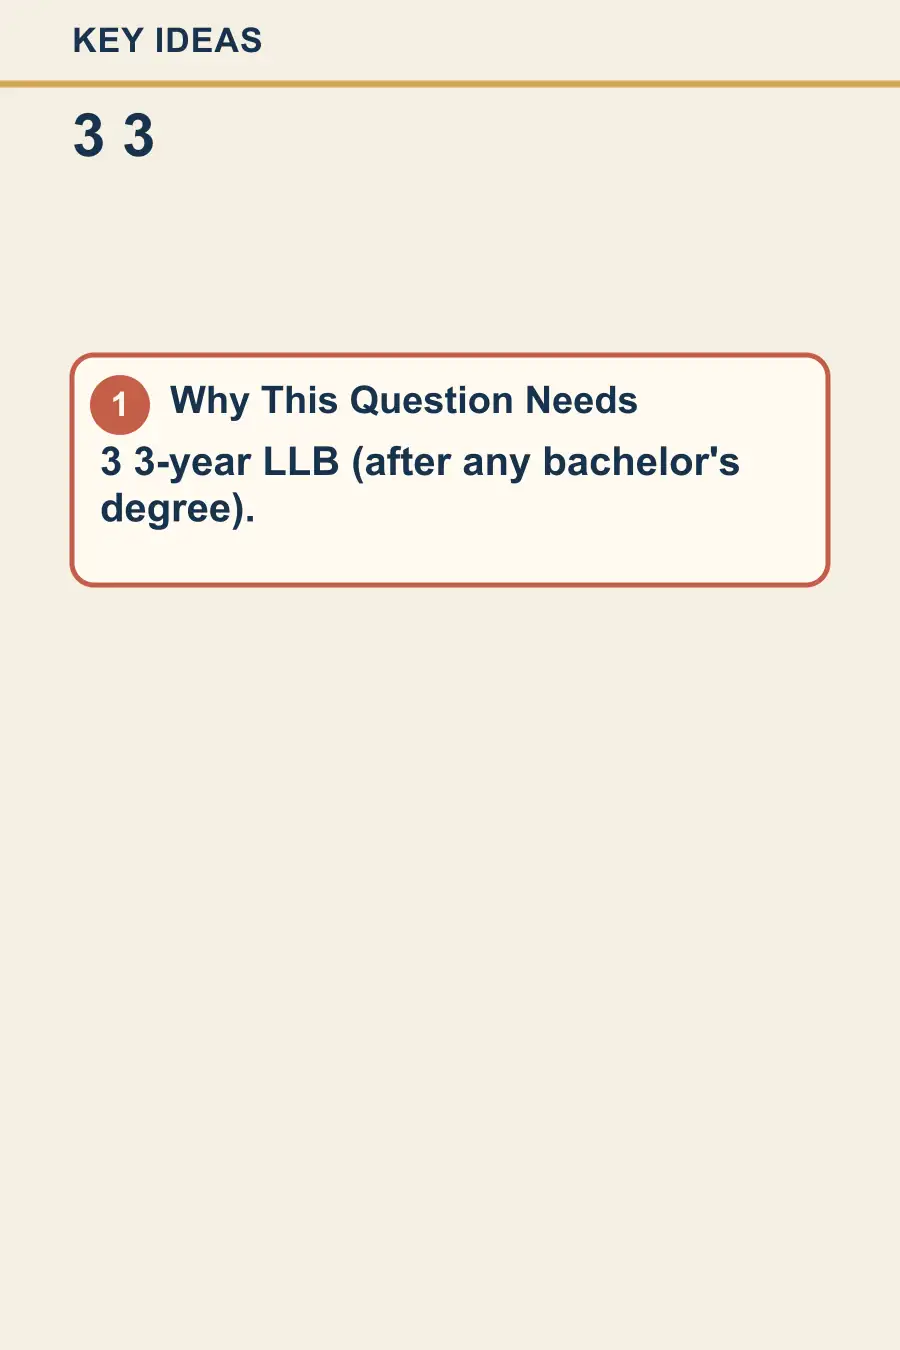 KEY IDEAS
3 3
1 Why This Question Needs
3 3-year LLB (after any bachelor's
degree).